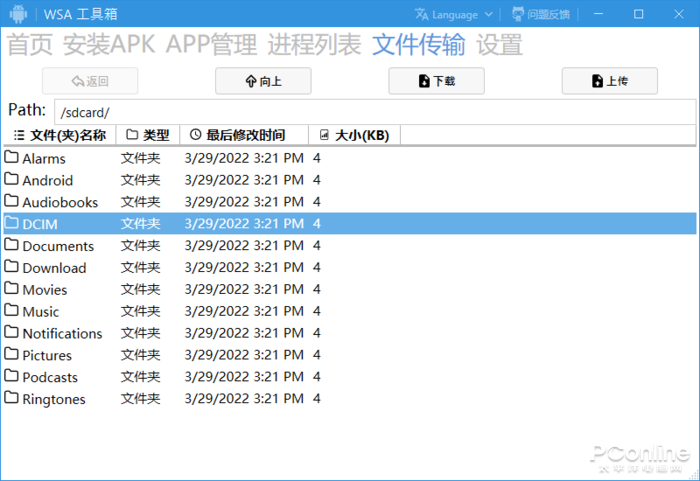 WSA 工具箱 Language 问题反馈
首页 安装APK APP管理 进程列表 文件传输 设置
返回 向上 下载 上传
Path: /sdcard/
文件(夹)名称 类型 最后修改时间 大小(KB)
Alarms 文件夹 3/29/2022 3:21 PM 4
Android 文件夹 3/29/2022 3:21 PM 4
Audiobooks 文件夹 3/29/2022 3:21 PM 4
DCIM 文件夹 3/29/2022 3:21 PM 4
Documents 文件夹 3/29/2022 3:21 PM 4
Download 文件夹 3/29/2022 3:21 PM 4
Movies 文件夹 3/29/2022 3:21 PM 4
Music 文件夹 3/29/2022 3:21 PM 4
Notifications 文件夹 3/29/2022 3:21 PM 4
Pictures 文件夹 3/29/2022 3:21 PM 4
Podcasts 文件夹 3/29/2022 3:21 PM 4
Ringtones 文件夹 3/29/2022 3:21 PM 4
PConline
太平洋电脑网